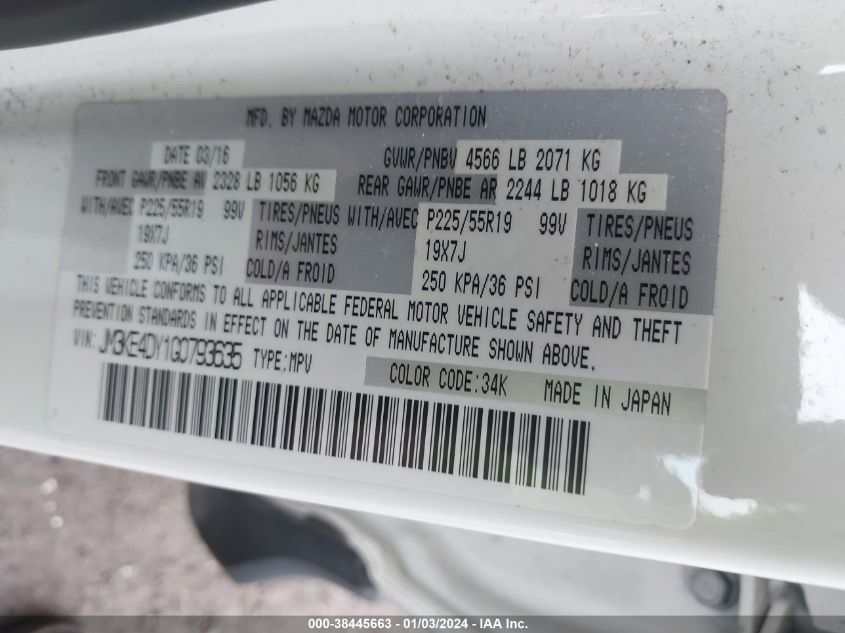 MFD. BY MAZDA MOTOR CORPORATION
DATE 03/16 GVWR/PNBV 4566 LB 2071 KG
FRONT GAWR/PNBE AV 2328 LB 1056 KG REAR GAWR/PNBE AR 2244 LB 1018 KG
WITH/AVEC P225/55R19 99V TIRES/PNEUS WITH/AVEC P225/55R19 99V TIRES/PNEUS
19X7J RIMS/JANTES 19X7J RIMS/JANTES
250 KPA/36 PSI COLD/A FROID 250 KPA/36 PSI COLD/A FROID
THIS VEHICLE CONFORMS TO ALL APPLICABLE FEDERAL MOTOR VEHICLE SAFETY AND THEFT
PREVENTION STANDARDS IN EFFECT ON THE DATE OF MANUFACTURE SHOWN ABOVE.
VIN: JM3KE4DY1G0793635 TYPE:MPV
COLOR CODE:34K MADE IN JAPAN
000-38445663 - 01/03/2024 - IAA Inc.